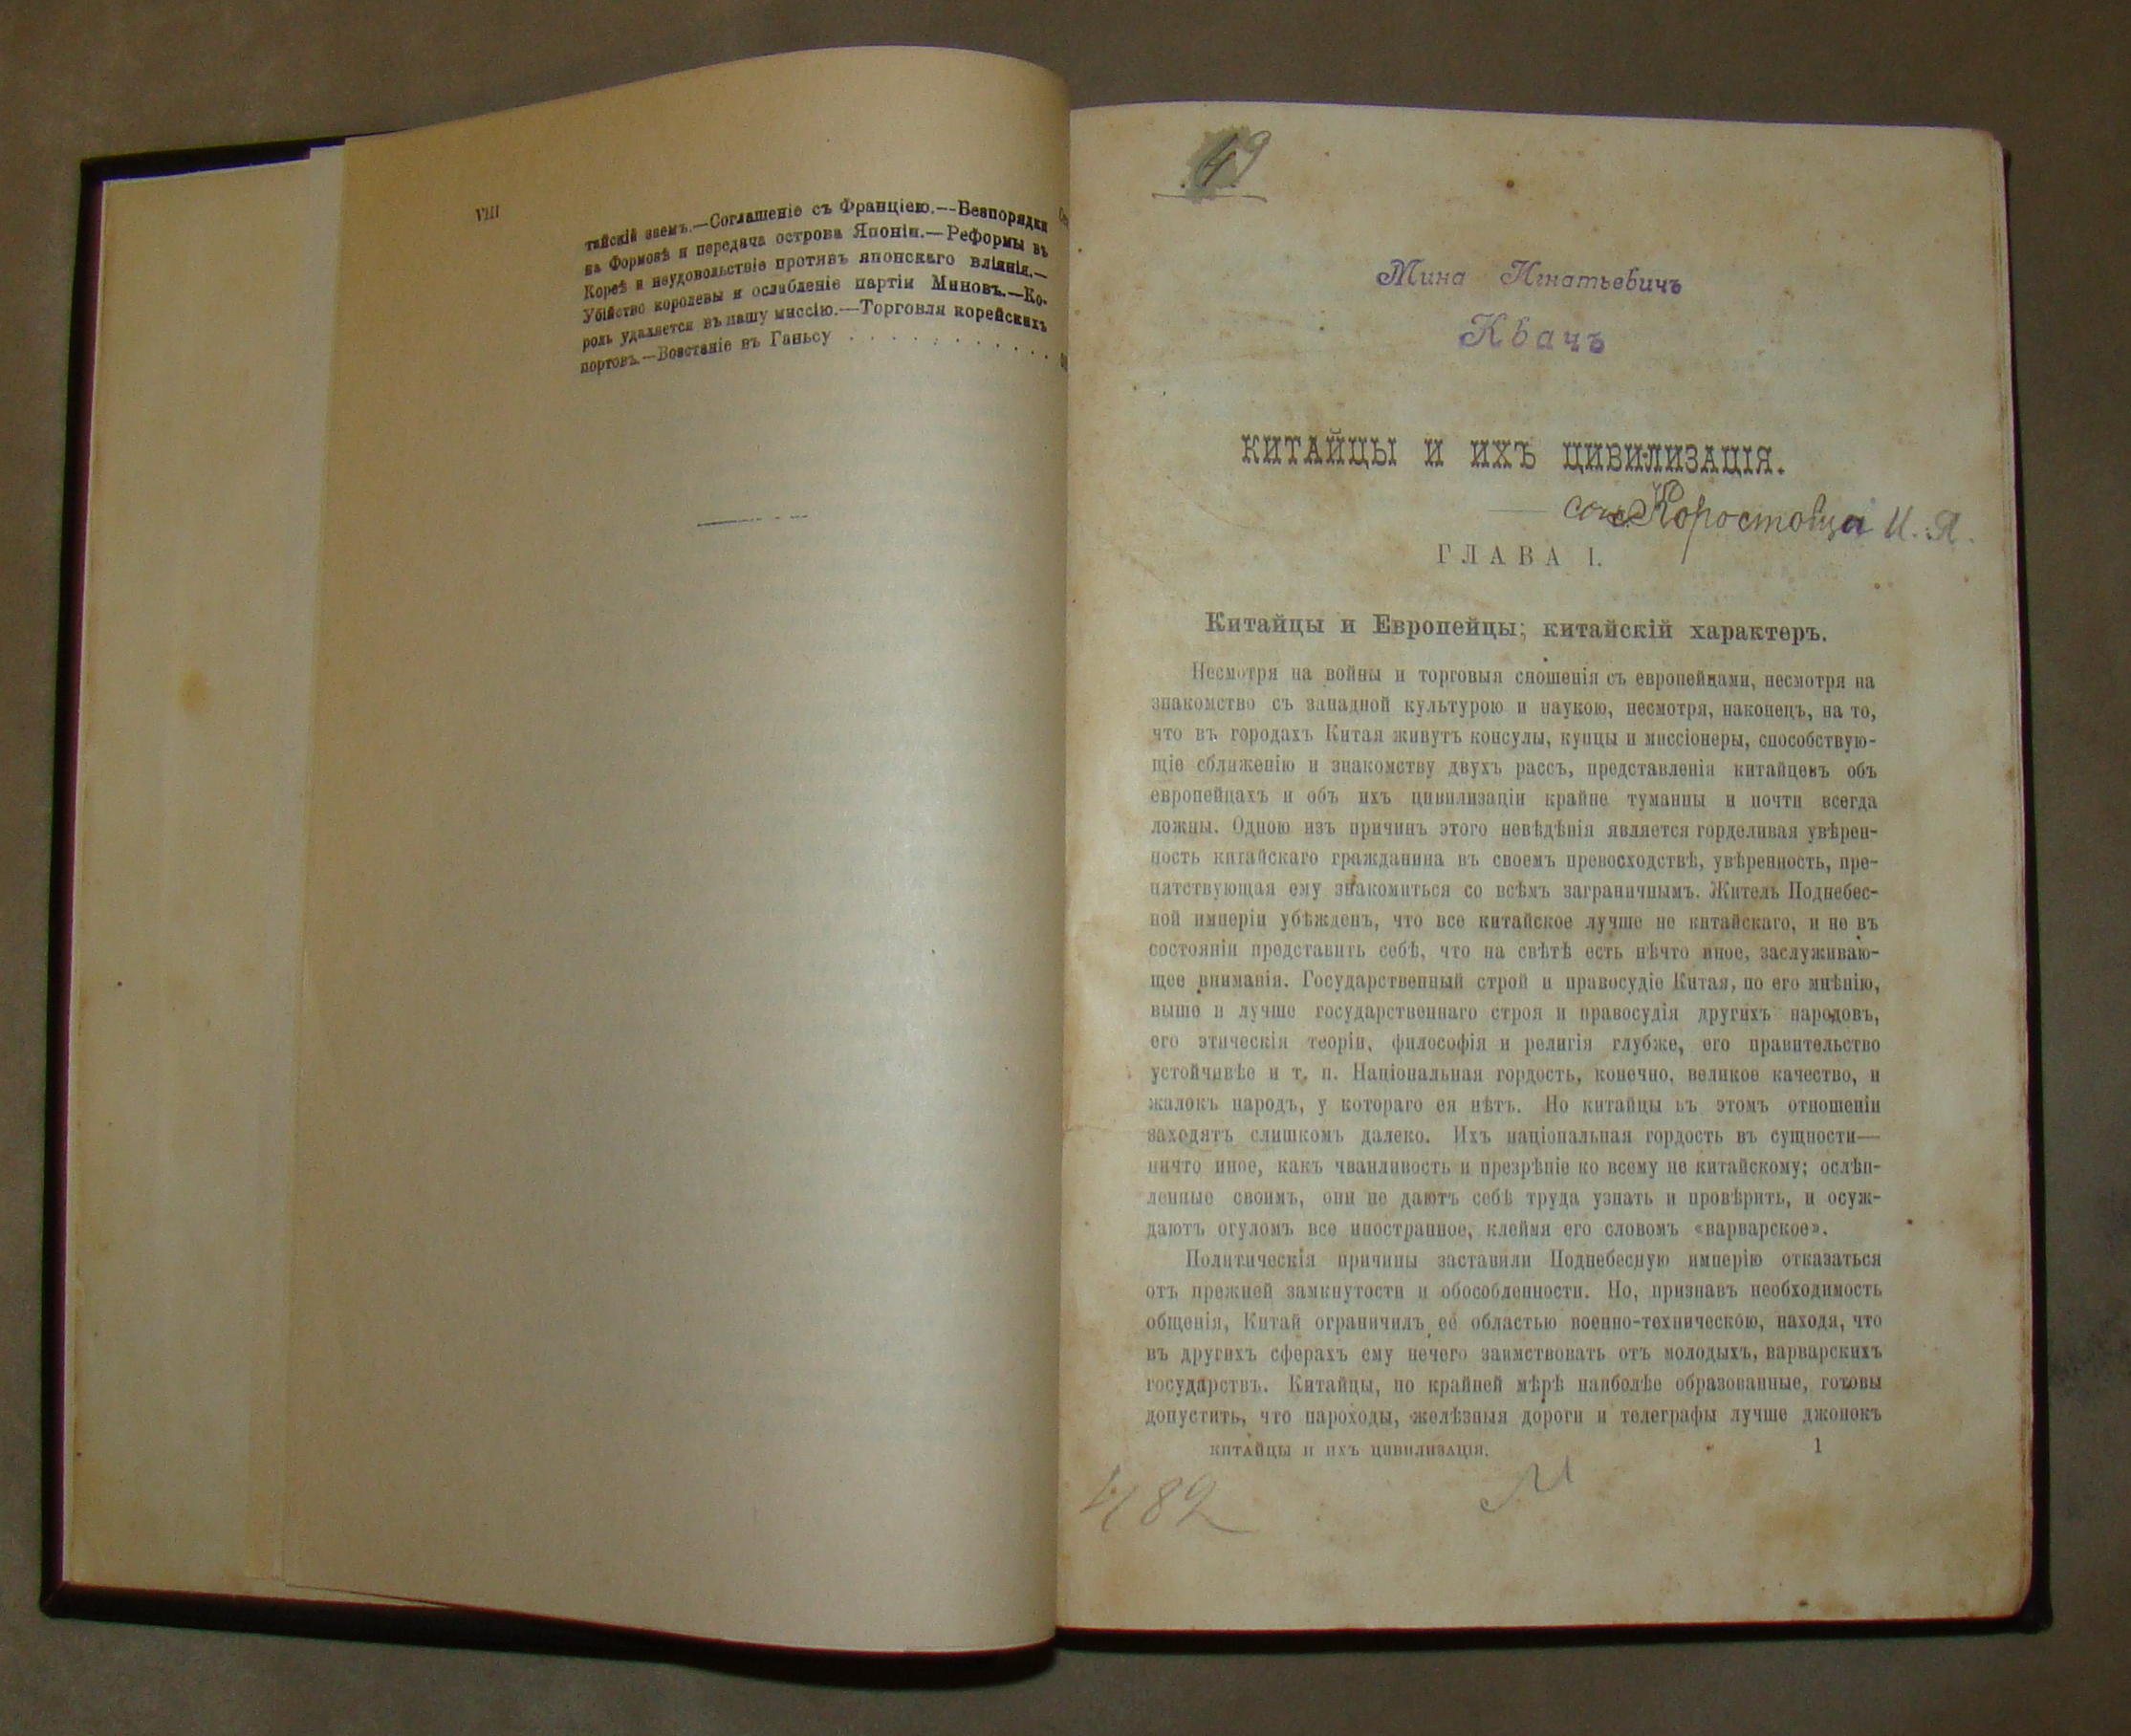 VIII
тайскій заемъ.—Соглашеніе съ Франціею.—Безпорядки
на Формозѣ и передача острова Японіи.—Реформы въ
Кореѣ и неудовольствіе противъ японскаго вліянія.—
Убійство королевы и ослабленіе партіи Миновъ.—Ко-
роль удаляется въ нашу миссію.—Торговля корейскихъ
портовъ.—Возстаніе въ Ганьсу . . . . . . . . . . .
49
Мина Игнатьевичъ
Квачъ
КИТАЙЦЫ И ИХЪ ЦИВИЛИЗАЦІЯ.
соч. Коростовца И. Я.
ГЛАВА I.
Китайцы и Европейцы; китайскій характеръ.
Несмотря на войны и торговыя сношенія съ европейцами, несмотря на
знакомство съ западной культурою и наукою, несмотря, наконецъ, на то,
что въ городахъ Китая живутъ консулы, купцы и миссіонеры, способствую-
щіе сближенію и знакомству двухъ рассъ, представленія китайцевъ объ
европейцахъ и объ ихъ цивилизаціи крайне туманны и почти всегда
ложны. Одною изъ причинъ этого невѣдѣнія является горделивая увѣрен-
ность китайскаго гражданина въ своемъ превосходствѣ, увѣренность, пре-
пятствующая ему знакомиться со всѣмъ заграничнымъ. Житель Поднебес-
ной имперіи убѣжденъ, что все китайское лучше не китайскаго, и не въ
состояніи представить себѣ, что на свѣтѣ есть нѣчто иное, заслуживаю-
щее вниманія. Государственный строй и правосудіе Китая, по его мнѣнію,
выше и лучше государственнаго строя и правосудія другихъ народовъ,
его этическія теоріи, философія и религія глубже, его правительство
устойчивѣе и т. п. Національная гордость, конечно, великое качество, и
жалокъ народъ, у котораго ея нѣтъ. Но китайцы въ этомъ отношеніи
заходятъ слишкомъ далеко. Ихъ національная гордость въ сущности—
ничто иное, какъ чванливость и презрѣніе ко всему не китайскому; ослѣп-
ленные своимъ, они не даютъ себѣ труда узнать и провѣрить, и осуж-
даютъ огуломъ все иностранное, клеймя его словомъ «варварское».
Политическія причины заставили Поднебесную имперію отказаться
отъ прежней замкнутости и обособленности. Но, признавъ необходимость
общенія, Китай ограничилъ её областью военно-техническою, находя, что
въ другихъ сферахъ ему нечего заимствовать отъ молодыхъ, варварскихъ
государствъ. Китайцы, по крайней мѣрѣ наиболѣе образованные, готовы
допустить, что пароходы, желѣзныя дороги и телеграфы лучше джонокъ
КИТАЙЦЫ И ИХЪ ЦИВИЛИЗАЦІЯ. 1